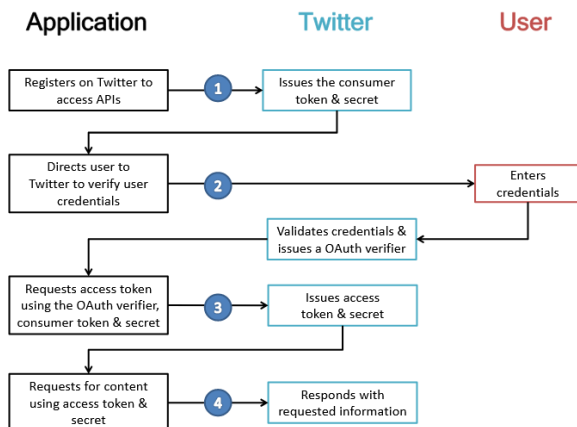 Application
Twitter
User
Registers on Twitter to
access APIs
1
Issues the consumer
token & secret
Directs user to
Twitter to verify user
credentials
2
Enters
credentials
Validates credentials &
issues a OAuth verifier
Requests access token
using the OAuth verifier,
consumer token & secret
3
Issues access
token & secret
Requests for content
using access token &
secret
4
Responds with
requested information